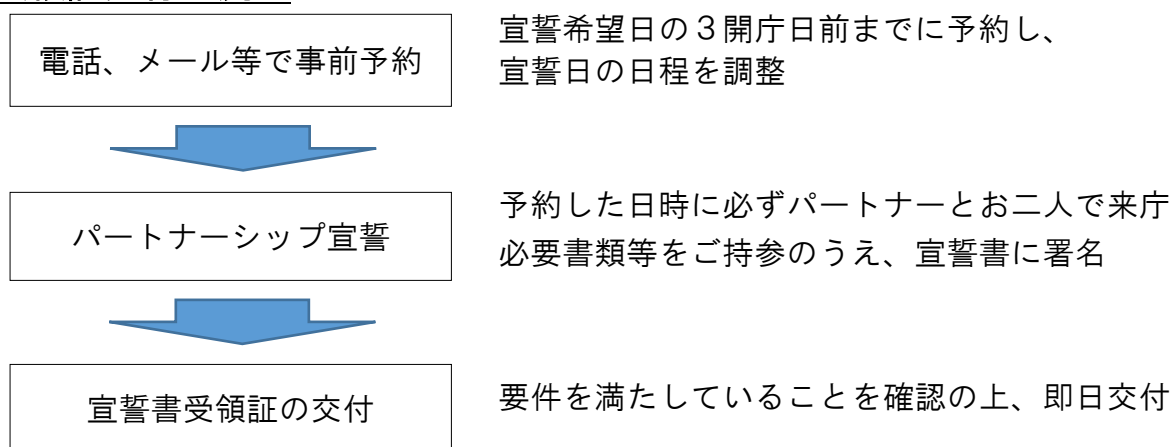 電話、メール等で事前予約
宣誓希望日の３開庁日前までに予約し、
宣誓日の日程を調整
パートナーシップ宣誓
予約した日時に必ずパートナーとお二人で来庁
必要書類等をご持参のうえ、宣誓書に署名
宣誓書受領証の交付
要件を満たしていることを確認の上、即日交付